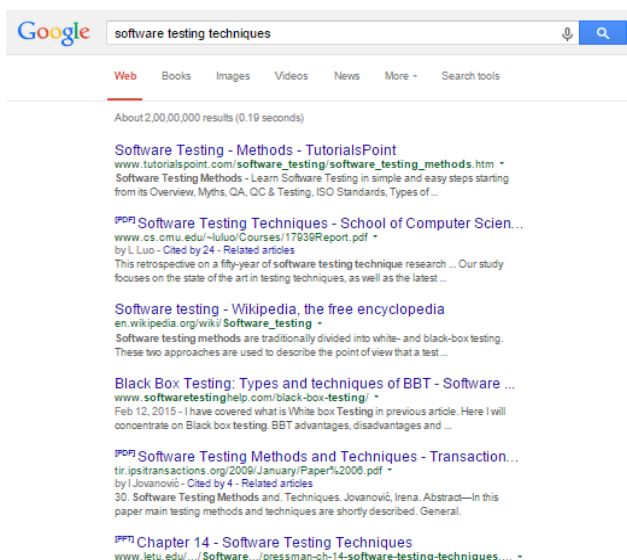 Google software testing techniques
Web Books Images Videos News More Search tools
About 2,00,00,000 results (0.19 seconds)
Software Testing - Methods - TutorialsPoint
www.tutorialspoint.com/software_testing/software_testing_methods.htm
Software Testing Methods - Learn Software Testing in simple and easy steps starting
from its Overview, Myths, QA, QC & Testing, ISO Standards, Types of ...
[PDF] Software Testing Techniques - School of Computer Scien...
www.cs.cmu.edu/~luluo/Courses/17939Report.pdf
by L Luo - Cited by 24 - Related articles
This retrospective on a fifty-year of software testing technique research ... Our study
focuses on the state of the art in testing techniques, as well as the latest ...
Software testing - Wikipedia, the free encyclopedia
en.wikipedia.org/wiki/Software_testing
Software testing methods are traditionally divided into white- and black-box testing.
These two approaches are used to describe the point of view that a test ...
Black Box Testing: Types and techniques of BBT - Software ...
www.softwaretestinghelp.com/black-box-testing/
Feb 12, 2015 - I have covered what is White box Testing in previous article. Here I will
concentrate on Black box testing. BBT advantages, disadvantages and ...
[PDF] Software Testing Methods and Techniques - Transaction...
tir.ipsitransactions.org/2009/January/Paper%2006.pdf
by I Jovanović - Cited by 4 - Related articles
30. Software Testing Methods and. Techniques. Jovanović, Irena. Abstract—In this
paper main testing methods and techniques are shortly described. General.
[PPT] Chapter 14 - Software Testing Techniques
www.letu.edu/.../Software.../pressman-ch-14-software-testing-techniques....